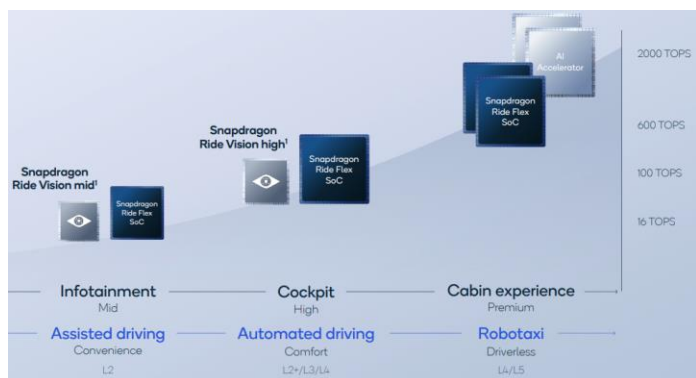 2000 TOPS
AI
Accelerator
Snapdragon
Ride Flex
SoC
600 TOPS
Snapdragon
Ride Vision high¹
Snapdragon
Ride Flex
SoC
100 TOPS
Snapdragon
Ride Vision mid¹
Snapdragon
Ride Flex
SoC
16 TOPS
Infotainment
Mid
Cockpit
High
Cabin experience
Premium
Assisted driving
Convenience
L2
Automated driving
Comfort
L2+/L3/L4
Robotaxi
Driverless
L4/L5